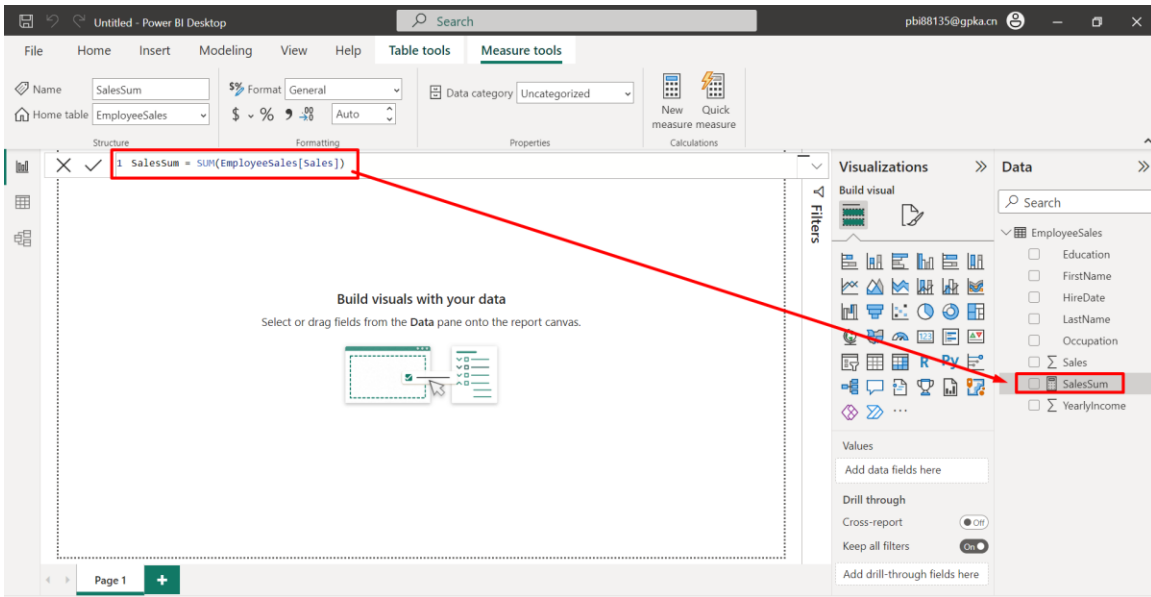 Untitled - Power BI Desktop
Search
pbi88135@gpka.cn
File Home Insert Modeling View Help Table tools Measure tools
Name SalesSum
Home table EmployeeSales
Structure
$% Format General
$ % 9 .00 Auto
Formatting
Data category Uncategorized
Properties
New measure
Quick measure
Calculations
1 SalesSum = SUM(EmployeeSales[Sales])
Build visuals with your data
Select or drag fields from the Data pane onto the report canvas.
Filters
Visualizations
Build visual
123
R Py
Values
Add data fields here
Drill through
Cross-report Off
Keep all filters On
Add drill-through fields here
Data
Search
EmployeeSales
Education
FirstName
HireDate
LastName
Occupation
∑ Sales
SalesSum
∑ YearlyIncome
Page 1 +